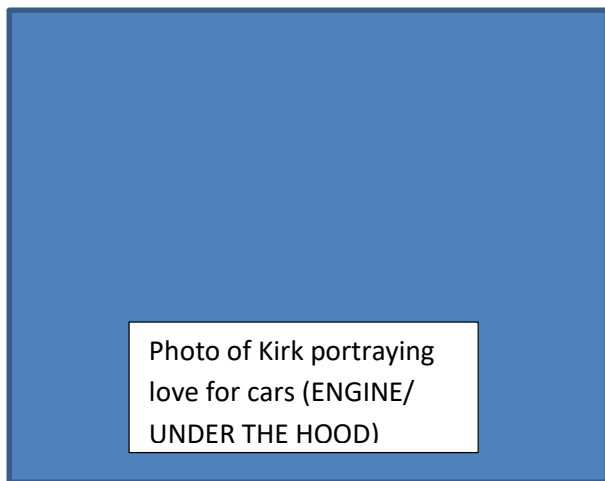 Photo of Kirk portraying
love for cars (ENGINE/
UNDER THE HOOD)